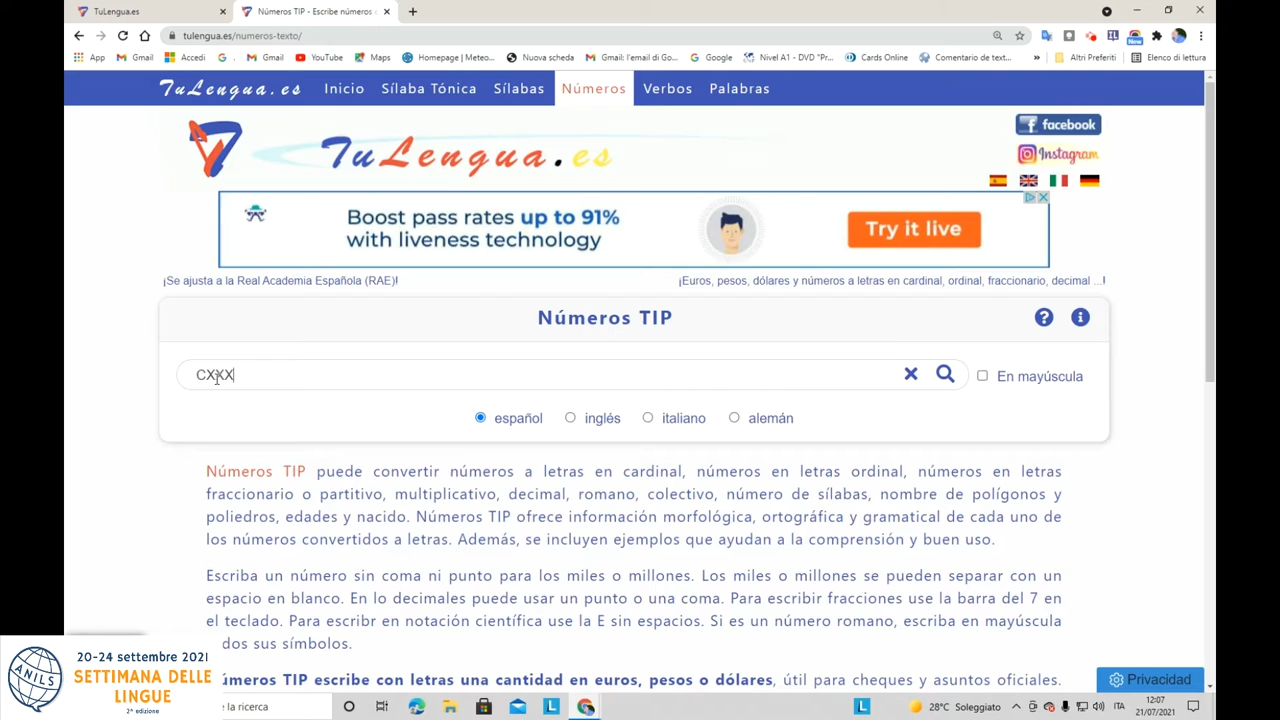 TuLengua.es
Números TIP - Escribe números
tulengua.es/numeros-texto/
App
Gmail
Accedi
G
Gmail
YouTube
Maps
Homepage | Meteo...
Nuova scheda
Gmail: l'email di Go...
Google
Nivel A1 - DVD "Pr...
Cards Online
Comentario de text...
»
Altri Preferiti
Elenco di lettura
New
TuLengua.es Inicio Sílaba Tónica Sílabas Números Verbos Palabras
TuLengua.es
facebook
Instagram
Boost pass rates up to 91%
with liveness technology
Try it live
¡Se ajusta a la Real Academia Española (RAE)!
¡Euros, pesos, dólares y números a letras en cardinal, ordinal, fraccionario, decimal ...!
Números TIP
CXXX
En mayúscula
español inglés italiano alemán
Números TIP puede convertir números a letras en cardinal, números en letras ordinal, números en letras
fraccionario o partitivo, multiplicativo, decimal, romano, colectivo, número de sílabas, nombre de polígonos y
poliedros, edades y nacido. Números TIP ofrece información morfológica, ortográfica y gramatical de cada uno de
los números convertidos a letras. Además, se incluyen ejemplos que ayudan a la comprensión y buen uso.
Escriba un número sin coma ni punto para los miles o millones. Los miles o millones se pueden separar con un
espacio en blanco. En lo decimales puede usar un punto o una coma. Para escribir fracciones use la barra del 7 en
el teclado. Para escribir en notación científica use la E sin espacios. Si es un número romano, escriba en mayúscula
dos sus símbolos.
úmeros TIP escribe con letras una cantidad en euros, pesos o dólares, útil para cheques y asuntos oficiales.
Privacidad
ANILS
20-24 settembre 2021
SETTIMANA DELLE
LINGUE
2ª edizione
la ricerca
L
L
28°C Soleggiato
ITA
12:07
21/07/2021